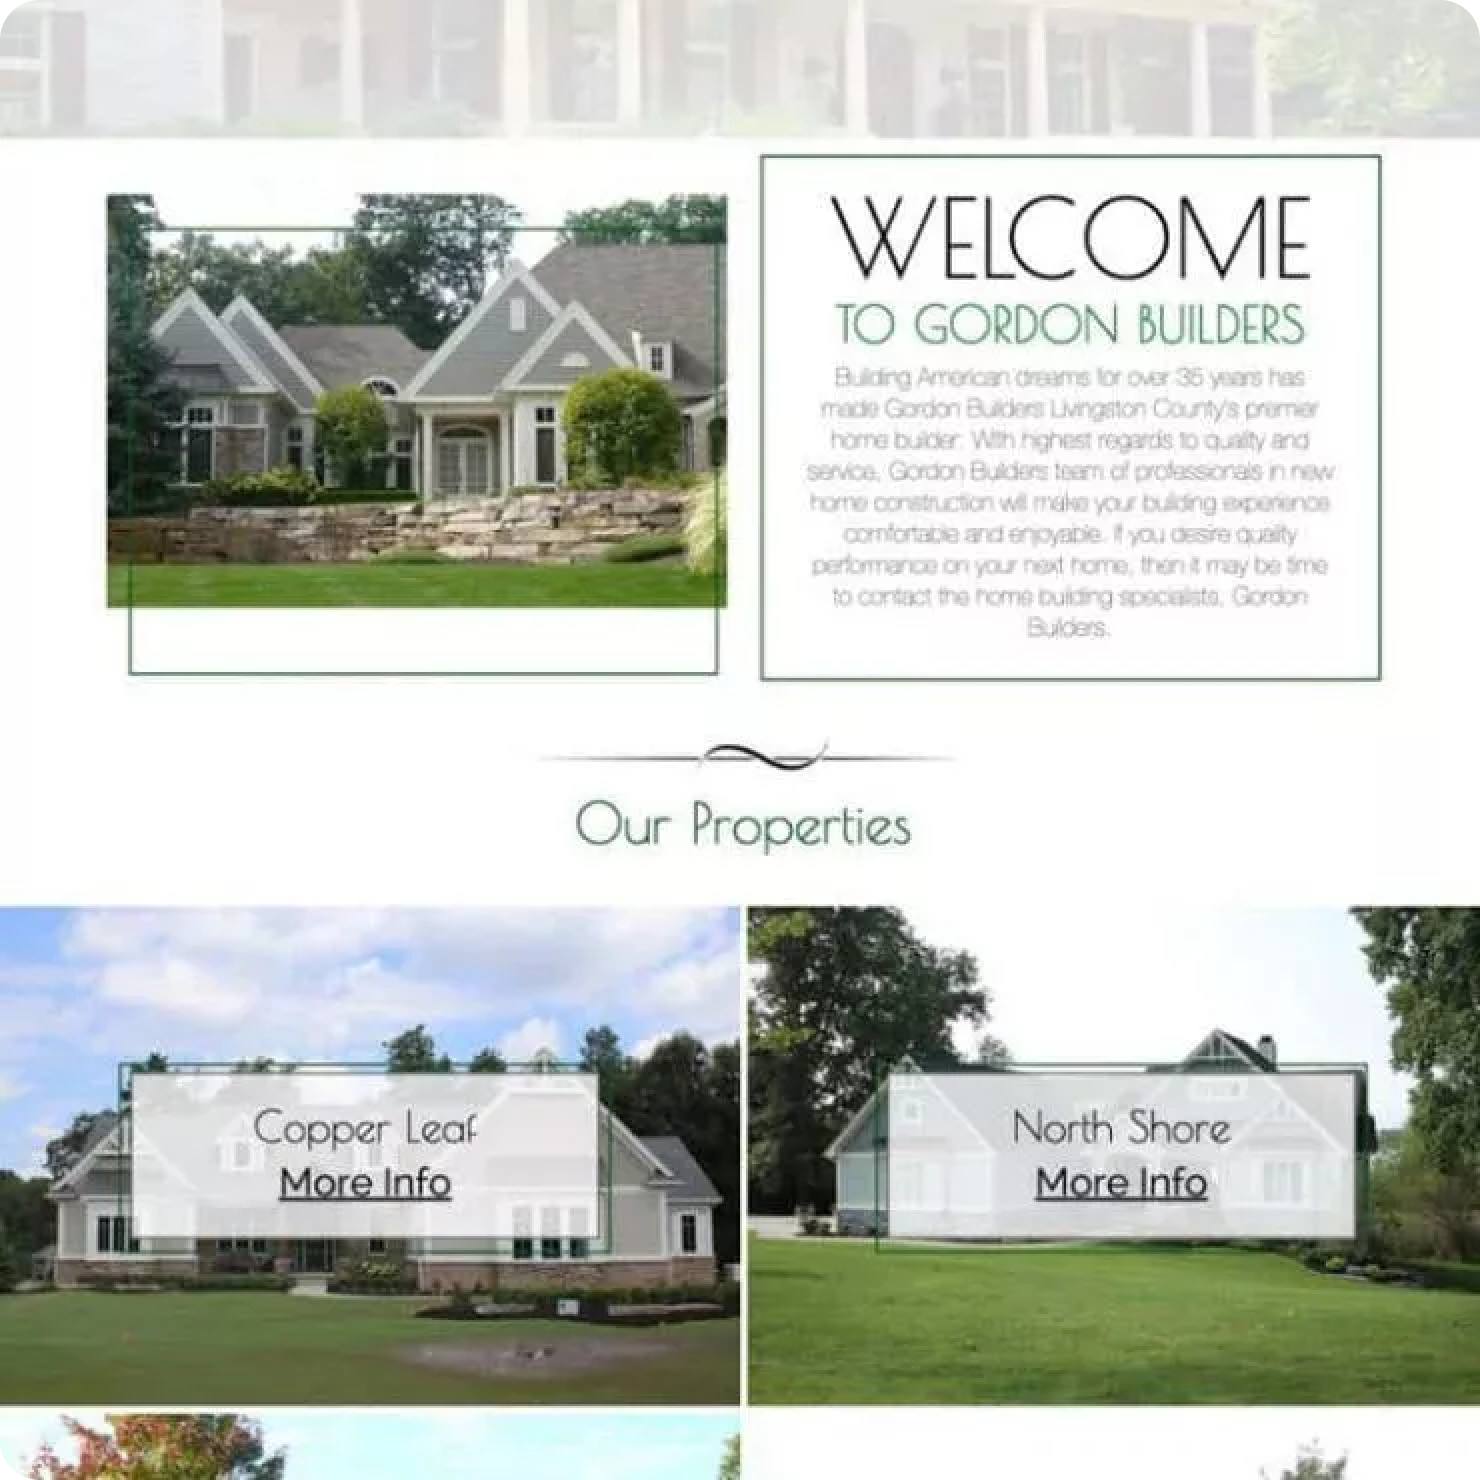 WELCOME
TO GORDON BUILDERS
Building American dreams for over 35 years has
made Gordon Builders Livingston County's premier
home builder. With highest regards to quality and
service, Gordon Builders team of professionals in new
home construction will make your building experience
comfortable and enjoyable. If you desire quality
performance on your next home, then it may be time
to contact the home building specialists, Gordon
Builders.
Our Properties
Copper Leaf
More Info
North Shore
More Info